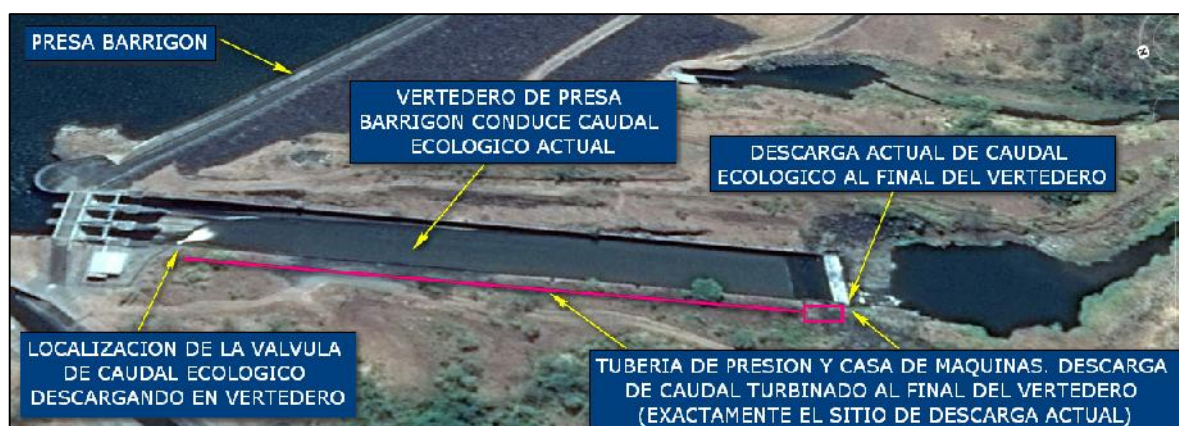 PRESA BARRIGON
VERTEDERO DE PRESA
BARRIGON CONDUCE CAUDAL
ECOLOGICO ACTUAL
DESCARGA ACTUAL DE CAUDAL
ECOLOGICO AL FINAL DEL VERTEDERO
LOCALIZACION DE LA VALVULA
DE CAUDAL ECOLOGICO
DESCARGANDO EN VERTEDERO
TUBERIA DE PRESION Y CASA DE MAQUINAS. DESCARGA
DE CAUDAL TURBINADO AL FINAL DEL VERTEDERO
(EXACTAMENTE EL SITIO DE DESCARGA ACTUAL)